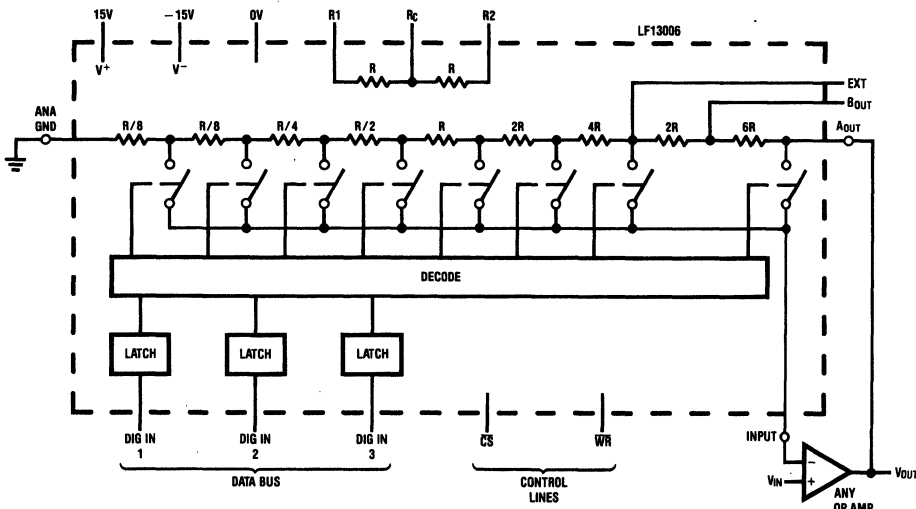 15V -15V 0V R1 RC R2
LF13006
V+ V- R R
EXT
BOUT
ANA GND
R/8 R/8 R/4 R/2 R 2R 4R 2R 6R
AOUT
DECODE
LATCH LATCH LATCH
DIG IN 1 DIG IN 2 DIG IN 3
CS WR
DATA BUS
CONTROL LINES
INPUT
-
VIN +
VOUT
ANY
OP AMP